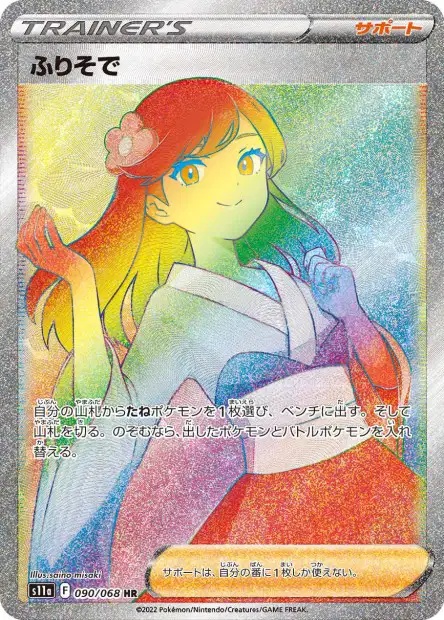 TRAINER'S サポート
ふりそで
自分の山札からたねポケモンを1枚選び、ベンチに出す。そして
山札を切る。のぞむなら、出したポケモンとバトルポケモンを入れ
替える。
Illus.saino misaki
サポートは、自分の番に1枚しか使えない。
s11a F 090/068 HR
©2022 Pokémon/Nintendo/Creatures/GAME FREAK.